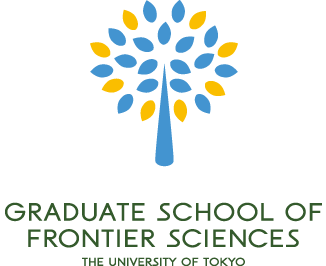 GRADUATE SCHOOL OF
FRONTIER SCIENCES
THE UNIVERSITY OF TOKYO